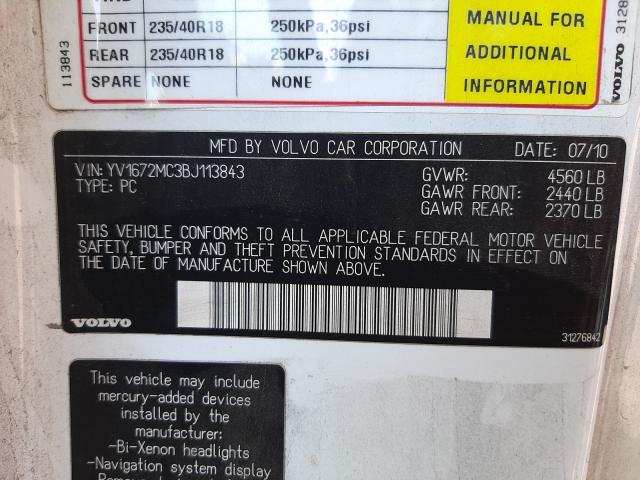 FRONT 235/40R18 250kPa,36psi
REAR 235/40R18 250kPa,36psi
SPARE NONE NONE
MANUAL FOR
ADDITIONAL
INFORMATION
113843
VOLVO
MFD BY VOLVO CAR CORPORATION DATE: 07/10
VIN: YV1672MC3BJ113843 GVWR: 4560 LB
TYPE: PC GAWR FRONT: 2440 LB
GAWR REAR: 2370 LB
THIS VEHICLE CONFORMS TO ALL APPLICABLE FEDERAL MOTOR VEHICLE
SAFETY, BUMPER AND THEFT PREVENTION STANDARDS IN EFFECT ON
THE DATE OF MANUFACTURE SHOWN ABOVE.
VOLVO 31276842
This vehicle may include
mercury-added devices
installed by the
manufacturer:
-Bi-Xenon headlights
-Navigation system display